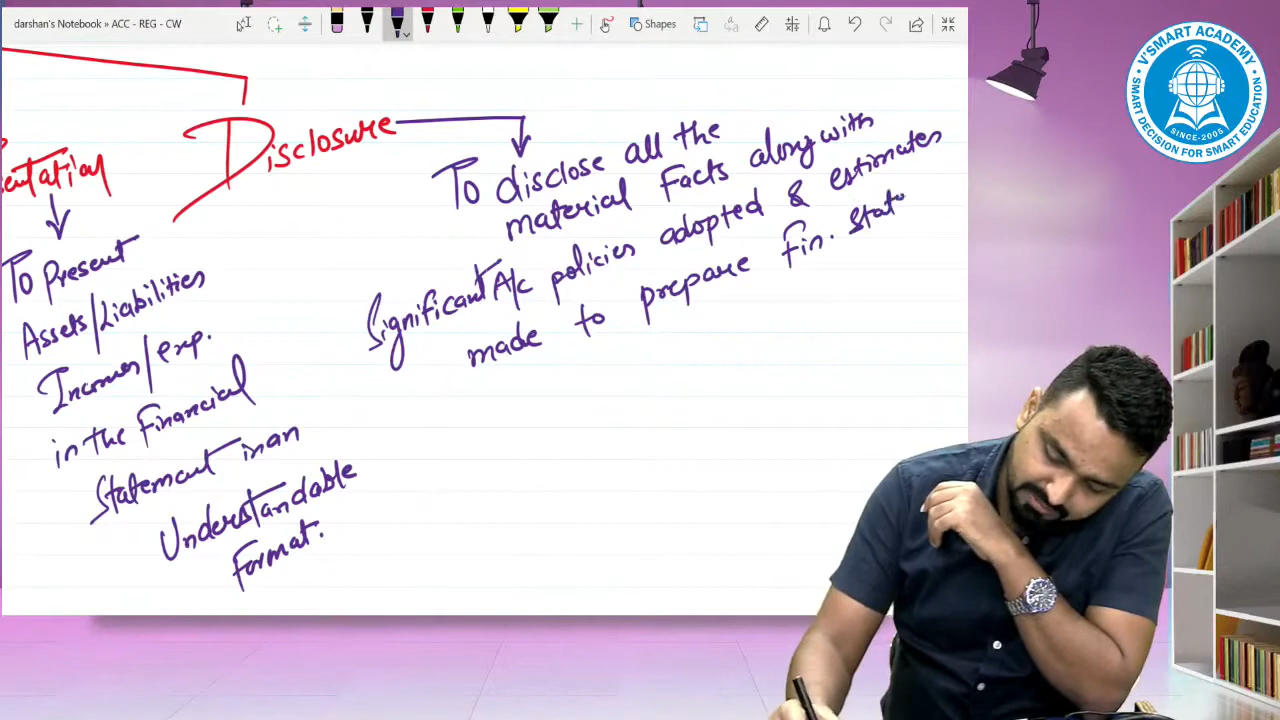 darshan's Notebook » ACC - REG - CW
Shapes
V'SMART ACADEMY
SINCE-2005
SMART DECISION FOR SMART EDUCATION
entation
To Present
Assets/Liabilities
Incomes/exp.
in the Financial
Statement in an
Understandable
Format.
Disclosure
To disclose all the
material Facts along with
Significant A/c policies adopted & estimates
made to prepare Fin. State